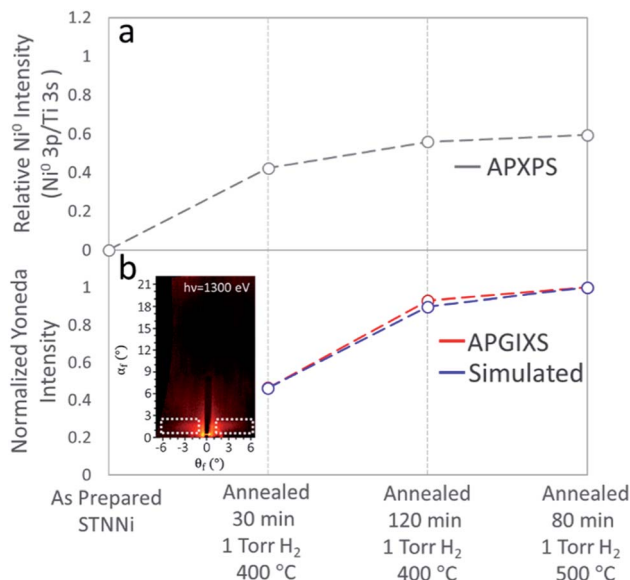 a
Relative Ni⁰ Intensity
(Ni⁰ 3p/Ti 3s)
1.2
1
0.8
0.6
0.4
0.2
0
APXPS
b
Normalized Yoneda
Intensity
1
0.8
0.6
0.4
0.2
0
hν=1300 eV
αf (°)
21
18
15
12
9
6
3
0
-6
-3
0
3
6
θf (°)
APGIXS
Simulated
As Prepared
STNNi
Annealed
30 min
1 Torr H₂
400 °C
Annealed
120 min
1 Torr H₂
400 °C
Annealed
80 min
1 Torr H₂
500 °C